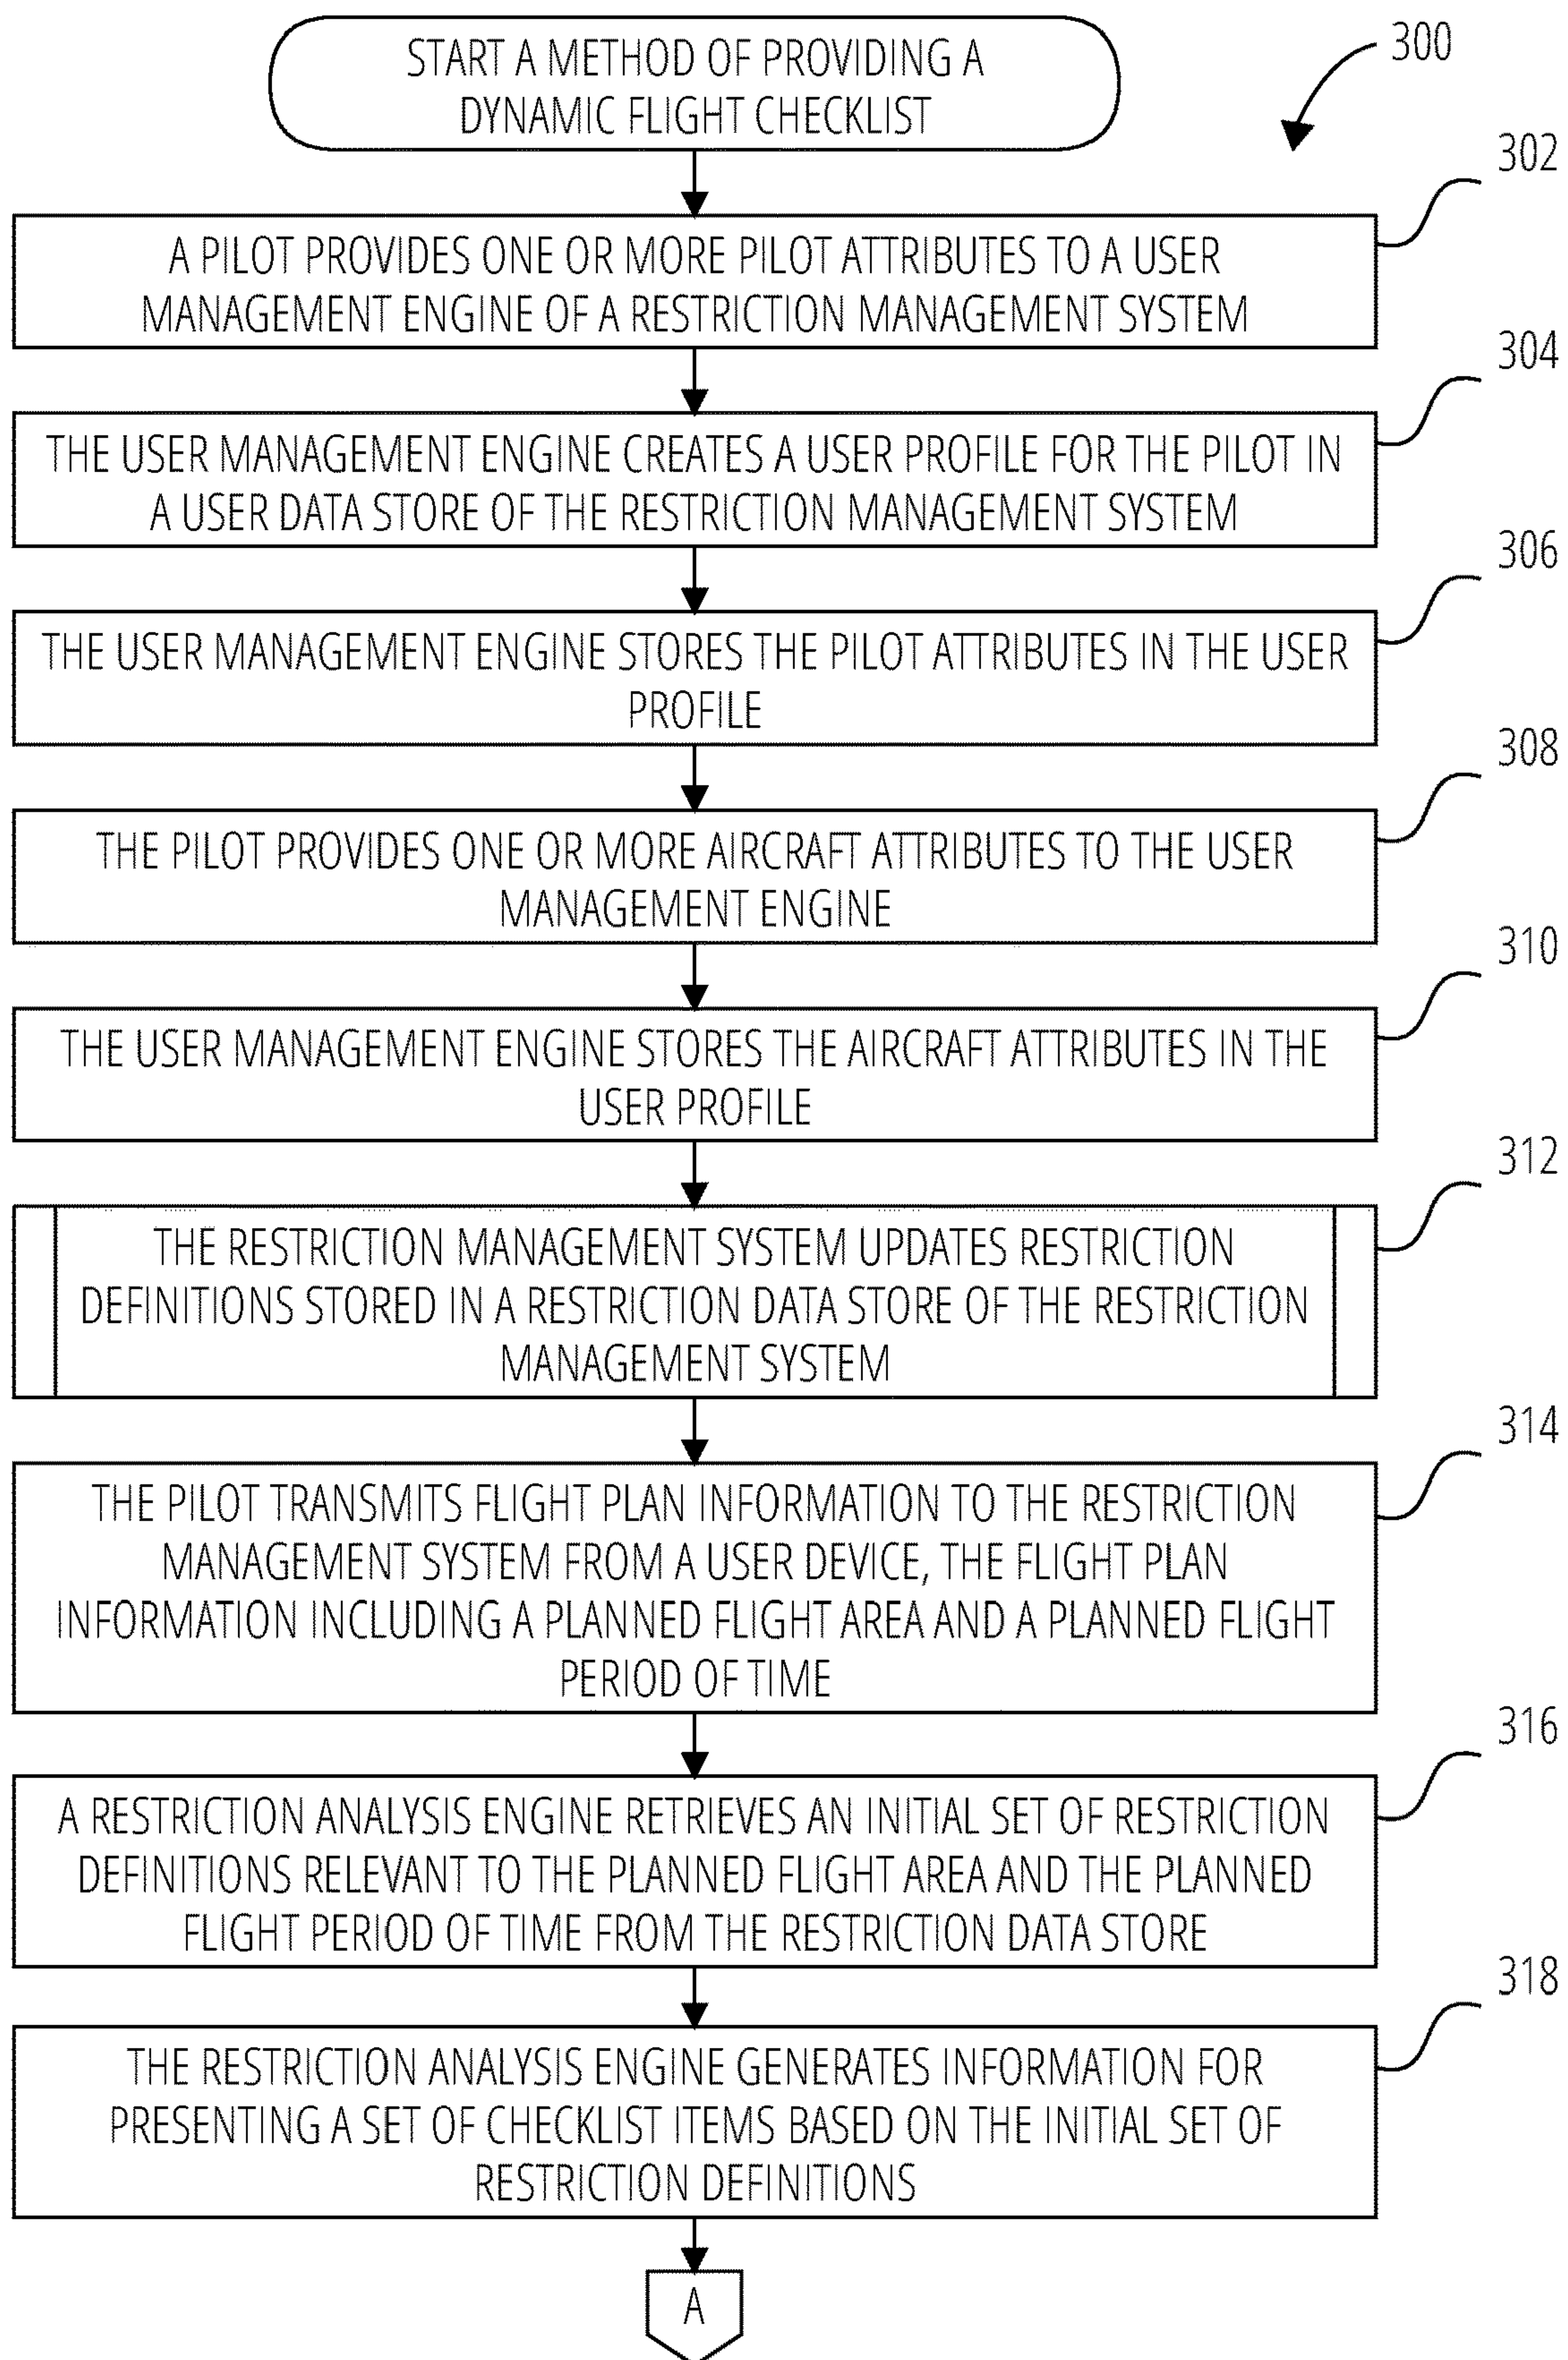 START A METHOD OF PROVIDING A
DYNAMIC FLIGHT CHECKLIST
300
302
A PILOT PROVIDES ONE OR MORE PILOT ATTRIBUTES TO A USER
MANAGEMENT ENGINE OF A RESTRICTION MANAGEMENT SYSTEM
304
THE USER MANAGEMENT ENGINE CREATES A USER PROFILE FOR THE PILOT IN
A USER DATA STORE OF THE RESTRICTION MANAGEMENT SYSTEM
306
THE USER MANAGEMENT ENGINE STORES THE PILOT ATTRIBUTES IN THE USER
PROFILE
308
THE PILOT PROVIDES ONE OR MORE AIRCRAFT ATTRIBUTES TO THE USER
MANAGEMENT ENGINE
310
THE USER MANAGEMENT ENGINE STORES THE AIRCRAFT ATTRIBUTES IN THE
USER PROFILE
312
THE RESTRICTION MANAGEMENT SYSTEM UPDATES RESTRICTION
DEFINITIONS STORED IN A RESTRICTION DATA STORE OF THE RESTRICTION
MANAGEMENT SYSTEM
314
THE PILOT TRANSMITS FLIGHT PLAN INFORMATION TO THE RESTRICTION
MANAGEMENT SYSTEM FROM A USER DEVICE, THE FLIGHT PLAN
INFORMATION INCLUDING A PLANNED FLIGHT AREA AND A PLANNED FLIGHT
PERIOD OF TIME
316
A RESTRICTION ANALYSIS ENGINE RETRIEVES AN INITIAL SET OF RESTRICTION
DEFINITIONS RELEVANT TO THE PLANNED FLIGHT AREA AND THE PLANNED
FLIGHT PERIOD OF TIME FROM THE RESTRICTION DATA STORE
318
THE RESTRICTION ANALYSIS ENGINE GENERATES INFORMATION FOR
PRESENTING A SET OF CHECKLIST ITEMS BASED ON THE INITIAL SET OF
RESTRICTION DEFINITIONS
A